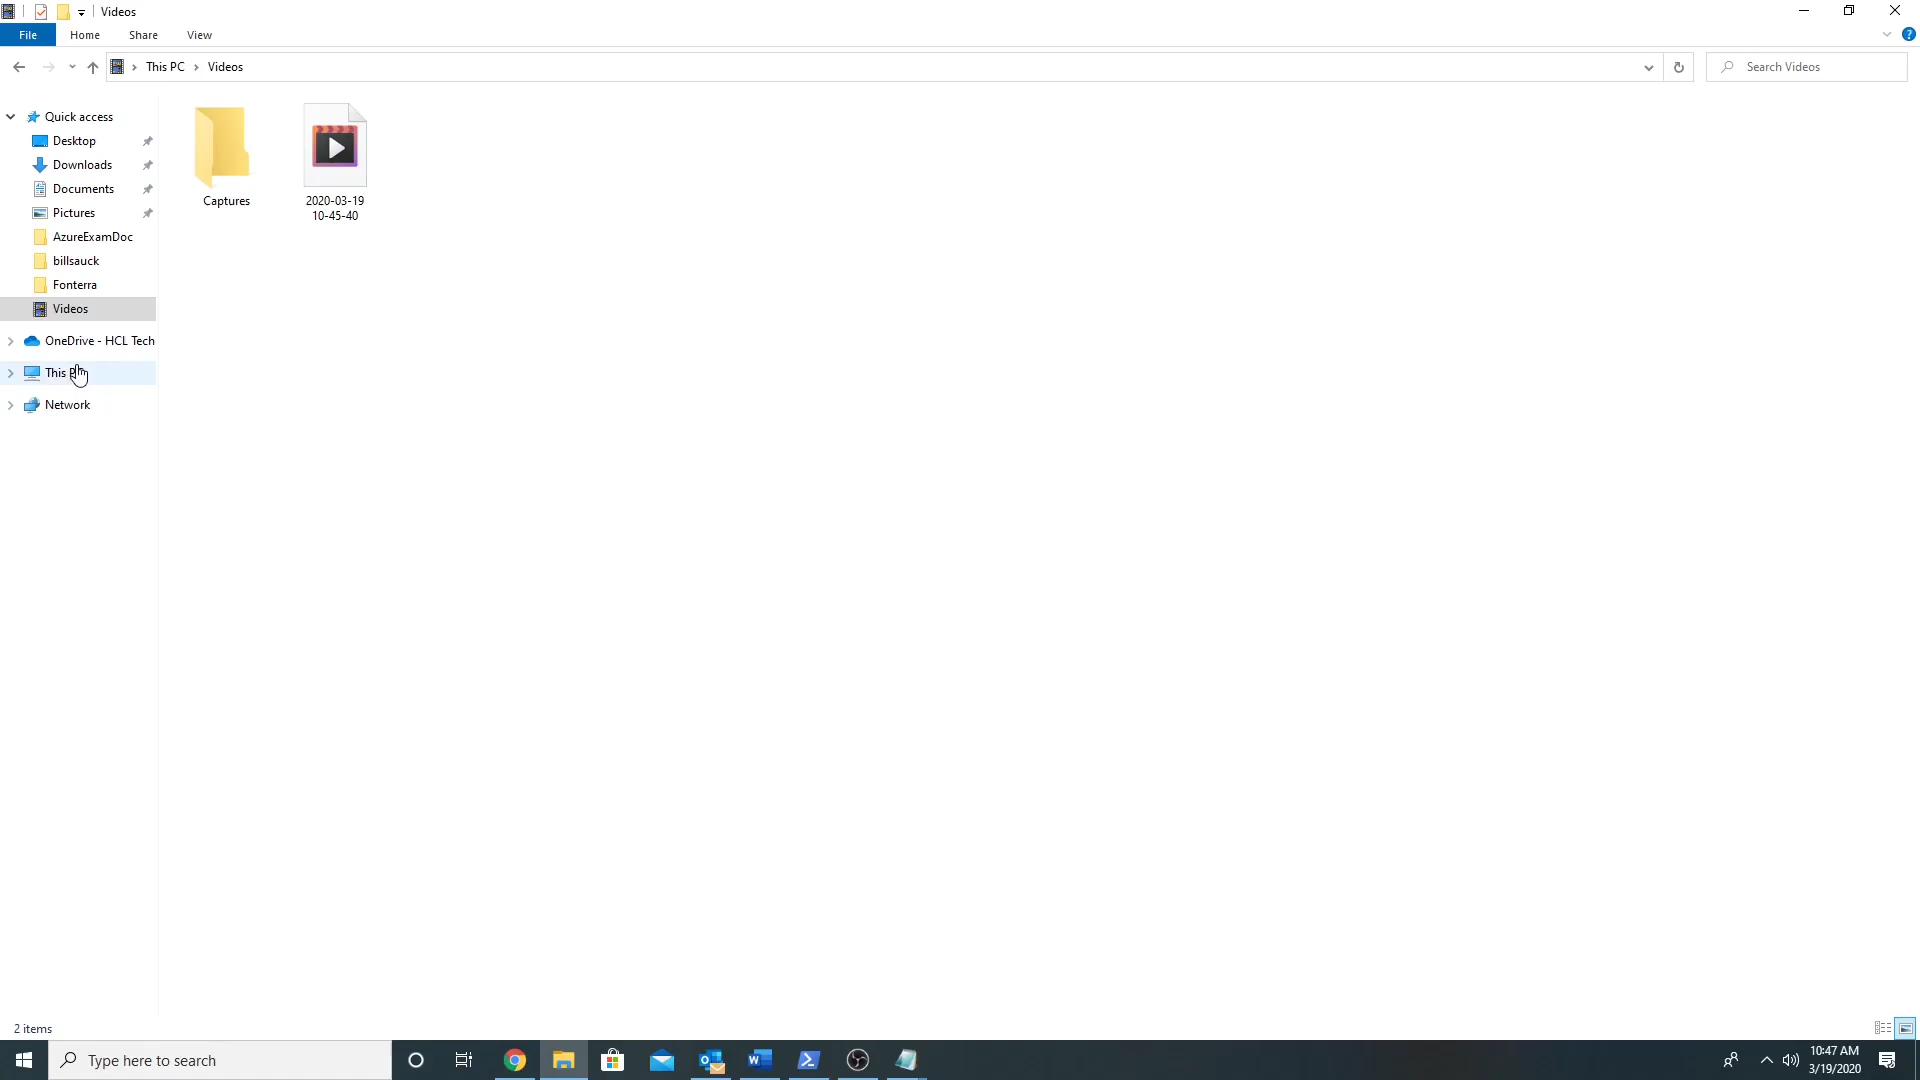 Videos
File Home Share View
This PC > Videos
Search Videos
Quick access
Desktop
Downloads
Documents
Pictures
AzureExamDoc
billsauck
Fonterra
Videos
OneDrive - HCL Tech
This
Network
Captures
2020-03-19
10-45-40
2 items
Type here to search
10:47 AM
3/19/2020